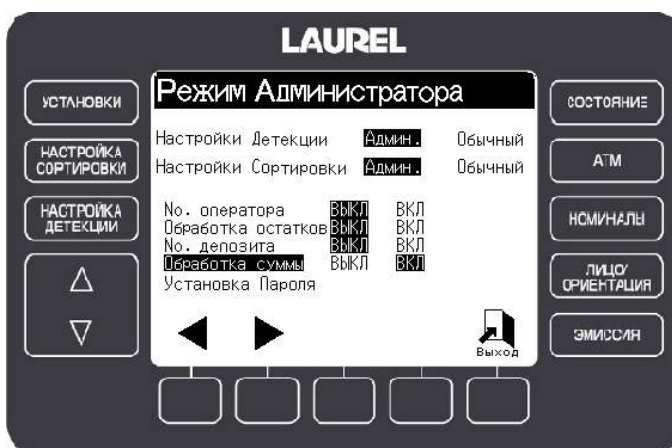 LAUREL
Режим Администратора
Настройки Детекции Админ. Обычный
Настройки Сортировки Админ. Обычный
No. оператора ВЫКЛ ВКЛ
Обработка остатков ВЫКЛ ВКЛ
No. депозита ВЫКЛ ВКЛ
Обработка суммы ВЫКЛ ВКЛ
Установка Пароля
Выход
УСТАНОВКИ
НАСТРОЙКА
СОРТИРОВКИ
НАСТРОЙКА
ДЕТЕКЦИИ
СОСТОЯНИЕ
ATM
НОМИНАЛЫ
ЛИЦО/
ОРИЕНТАЦИЯ
ЭМИССИЯ